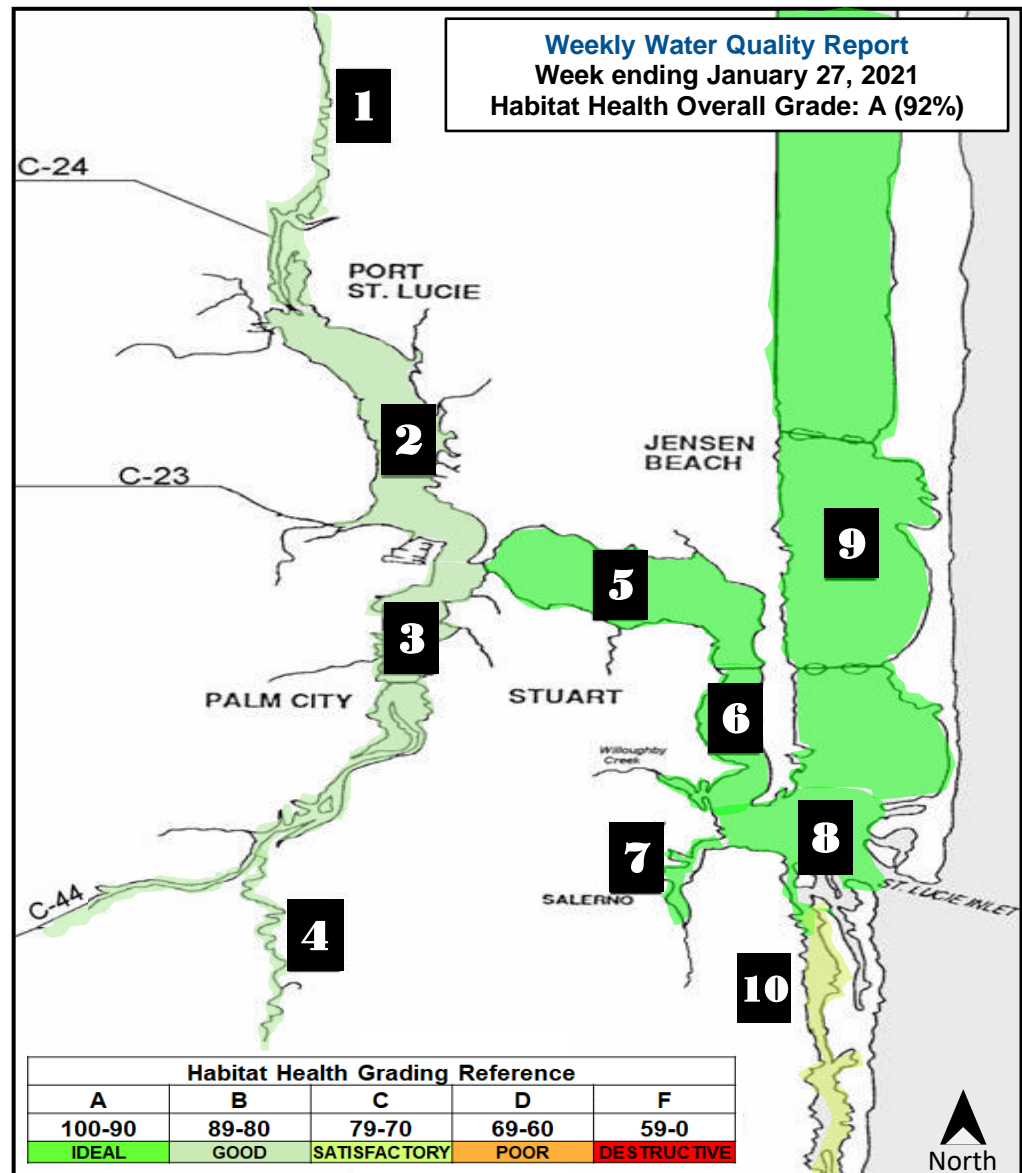 Weekly Water Quality Report
Week ending January 27, 2021
Habitat Health Overall Grade: A (92%)
1
C-24
PORT
ST. LUCIE
2
JENSEN
BEACH
C-23
9
5
3
PALM CITY
STUART
6
Willoughby
Creek
8
7
SALERNO
ST. LUCIE INLET
C-44
4
10
Habitat Health Grading Reference
A B C D F
100-90 89-80 79-70 69-60 59-0
IDEAL GOOD SATISFACTORY POOR DESTRUCTIVE
North